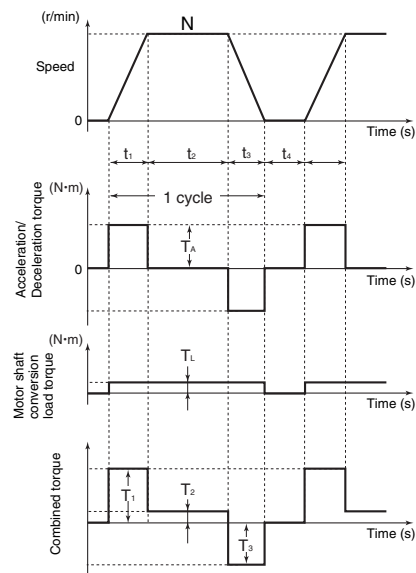 (r/min)
N
Speed
0
Time (s)
t1
t2
t3
t4
(N•m)
1 cycle
Acceleration/
Deceleration torque
TA
0
Time (s)
(N•m)
Motor shaft
conversion
load torque
TL
Time (s)
Combined torque
T1
T2
T3
Time (s)